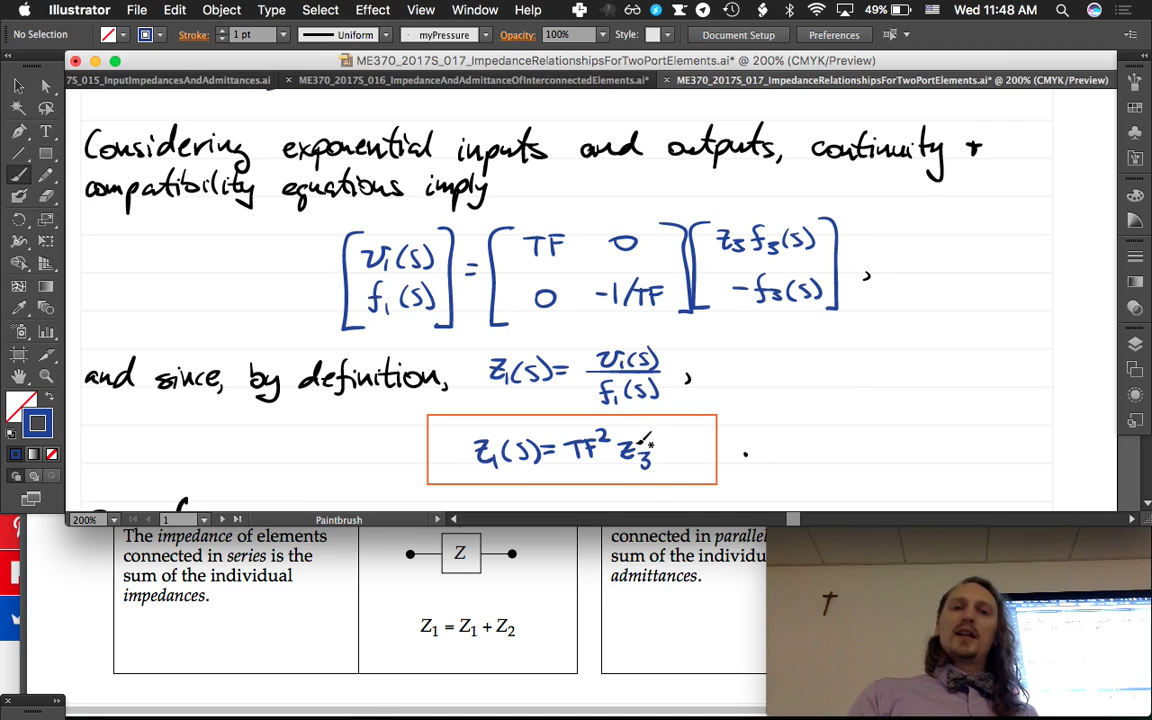 Illustrator File Edit Object Type Select Effect View Window Help 49% Wed 11:48 AM
No Selection Stroke: 1 pt Uniform myPressure Opacity: 100% Style: Document Setup Preferences
ME370_2017S_017_ImpedanceRelationshipsForTwoPortElements.ai* @ 200% (CMYK/Preview)
7S_015_InputImpedancesAndAdmittances.ai ME370_2017S_016_ImpedanceAndAdmittanceOfInterconnectedElements.ai* ME370_2017S_017_ImpedanceRelationshipsForTwoPortElements.ai* @ 200% (CMYK/Preview)
Considering exponential inputs and outputs, continuity +
compatibility equations imply
[v₁(s) f₁(s)] = [TF 0 0 -1/TF] [Z₃f₃(s) -f₃(s)],
and since, by definition, Z₁(s) = v₁(s)/f₁(s),
Z₁(s) = TF² Z₃ .
200% 1 Paintbrush
The impedance of elements
connected in series is the
sum of the individual
impedances.
Z
Z₁ = Z₁ + Z₂
connected in parallel
sum of the individu
admittances.